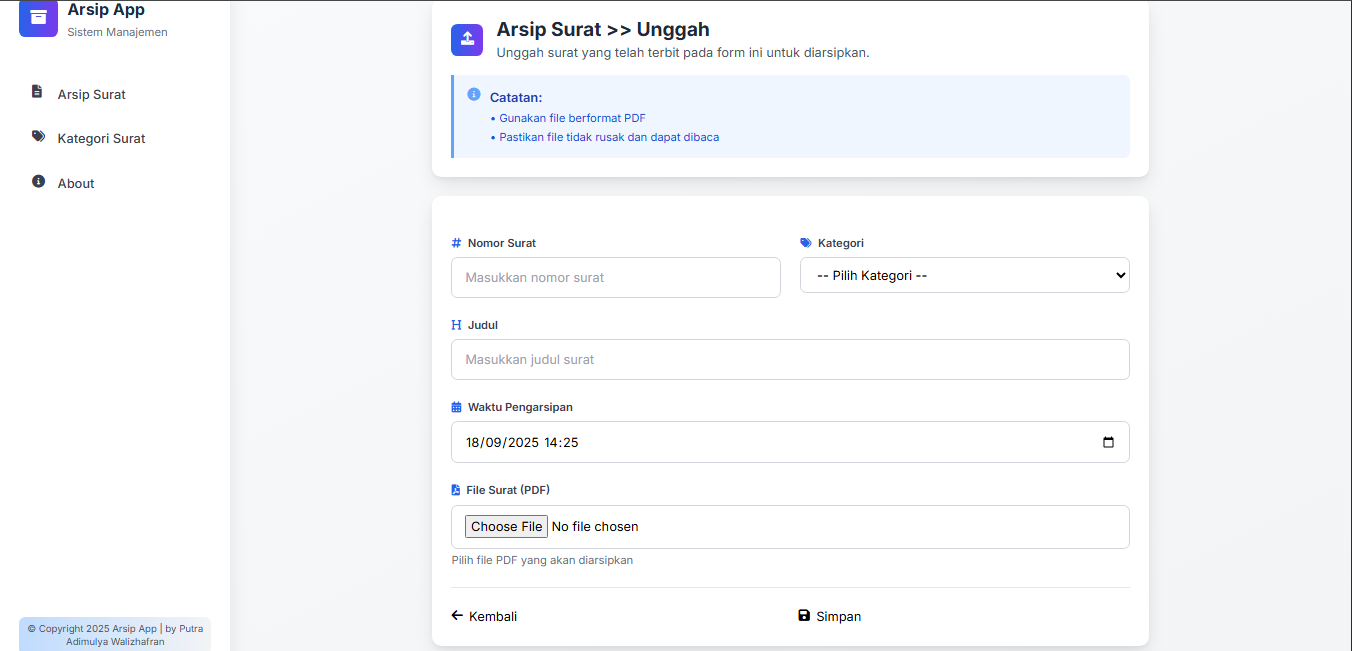 Arsip App
Sistem Manajemen
Arsip Surat
Kategori Surat
About
© Copyright 2025 Arsip App | by Putra
Adimulya Walizhafran
Arsip Surat >> Unggah
Unggah surat yang telah terbit pada form ini untuk diarsipkan.
Catatan:
• Gunakan file berformat PDF
• Pastikan file tidak rusak dan dapat dibaca
# Nomor Surat
Masukkan nomor surat
Kategori
-- Pilih Kategori --
H Judul
Masukkan judul surat
Waktu Pengarsipan
18/09/2025 14:25
File Surat (PDF)
Choose File No file chosen
Pilih file PDF yang akan diarsipkan
← Kembali
Simpan